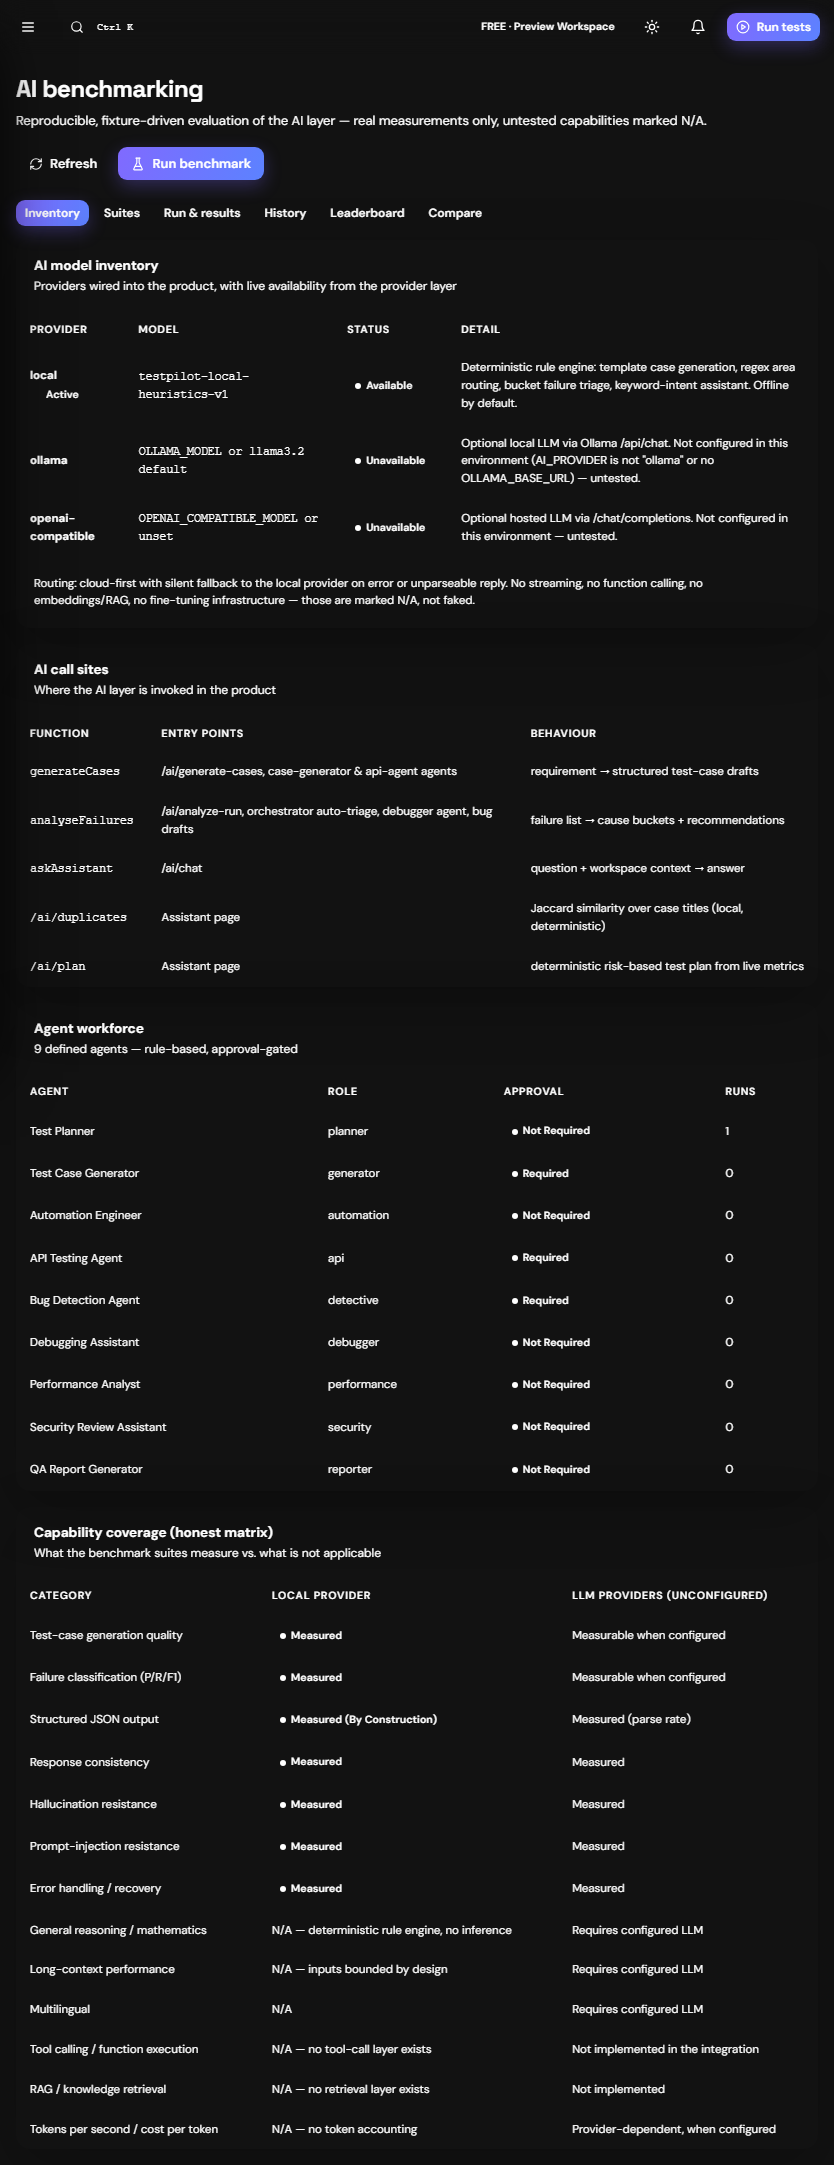 Ctrl K
FREE · Preview Workspace
Run tests
AI benchmarking
Reproducible, fixture-driven evaluation of the AI layer — real measurements only, untested capabilities marked N/A.
Refresh
Run benchmark
Inventory Suites Run & results History Leaderboard Compare
AI model inventory
Providers wired into the product, with live availability from the provider layer
PROVIDER MODEL STATUS DETAIL
local
Active
testpilot-local-
heuristics-v1
Available
Deterministic rule engine: template case generation, regex area
routing, bucket failure triage, keyword-intent assistant. Offline
by default.
ollama
OLLAMA_MODEL or llama3.2
default
Unavailable
Optional local LLM via Ollama /api/chat. Not configured in this
environment (AI_PROVIDER is not "ollama" or no
OLLAMA_BASE_URL) — untested.
openai-
compatible
OPENAI_COMPATIBLE_MODEL or
unset
Unavailable
Optional hosted LLM via /chat/completions. Not configured in
this environment — untested.
Routing: cloud-first with silent fallback to the local provider on error or unparseable reply. No streaming, no function calling, no
embeddings/RAG, no fine-tuning infrastructure — those are marked N/A, not faked.
AI call sites
Where the AI layer is invoked in the product
FUNCTION ENTRY POINTS BEHAVIOUR
generateCases /ai/generate-cases, case-generator & api-agent agents requirement → structured test-case drafts
analyseFailures
/ai/analyze-run, orchestrator auto-triage, debugger agent, bug
drafts
failure list → cause buckets + recommendations
askAssistant /ai/chat question + workspace context → answer
/ai/duplicates Assistant page
Jaccard similarity over case titles (local,
deterministic)
/ai/plan Assistant page deterministic risk-based test plan from live metrics
Agent workforce
9 defined agents — rule-based, approval-gated
AGENT ROLE APPROVAL RUNS
Test Planner planner Not Required 1
Test Case Generator generator Required 0
Automation Engineer automation Not Required 0
API Testing Agent api Required 0
Bug Detection Agent detective Required 0
Debugging Assistant debugger Not Required 0
Performance Analyst performance Not Required 0
Security Review Assistant security Not Required 0
QA Report Generator reporter Not Required 0
Capability coverage (honest matrix)
What the benchmark suites measure vs. what is not applicable
CATEGORY LOCAL PROVIDER LLM PROVIDERS (UNCONFIGURED)
Test-case generation quality Measured Measurable when configured
Failure classification (P/R/F1) Measured Measurable when configured
Structured JSON output Measured (By Construction) Measured (parse rate)
Response consistency Measured Measured
Hallucination resistance Measured Measured
Prompt-injection resistance Measured Measured
Error handling / recovery Measured Measured
General reasoning / mathematics N/A — deterministic rule engine, no inference Requires configured LLM
Long-context performance N/A — inputs bounded by design Requires configured LLM
Multilingual N/A Requires configured LLM
Tool calling / function execution N/A — no tool-call layer exists Not implemented in the integration
RAG / knowledge retrieval N/A — no retrieval layer exists Not implemented
Tokens per second / cost per token N/A — no token accounting Provider-dependent, when configured